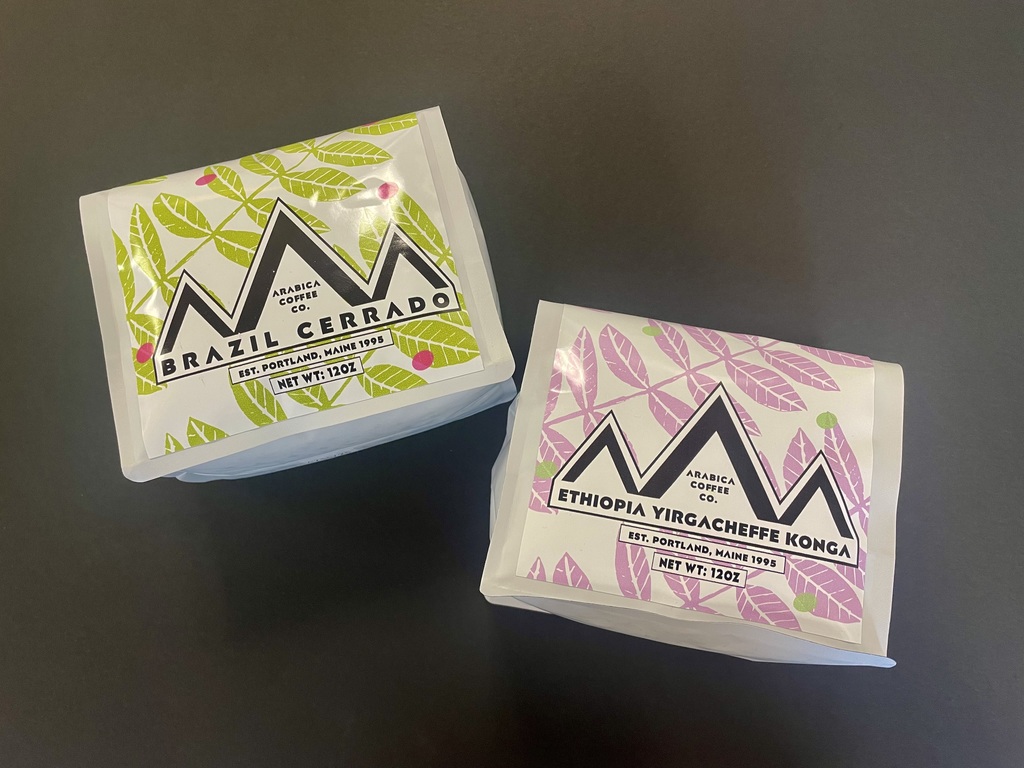 ARABICA
COFFEE
CO.
BRAZIL CERRADO
EST. PORTLAND, MAINE 1995
NET WT: 12OZ
ARABICA
COFFEE
CO.
ETHIOPIA YIRGACHEFFE KONGA
EST. PORTLAND, MAINE 1995
NET WT: 12OZ